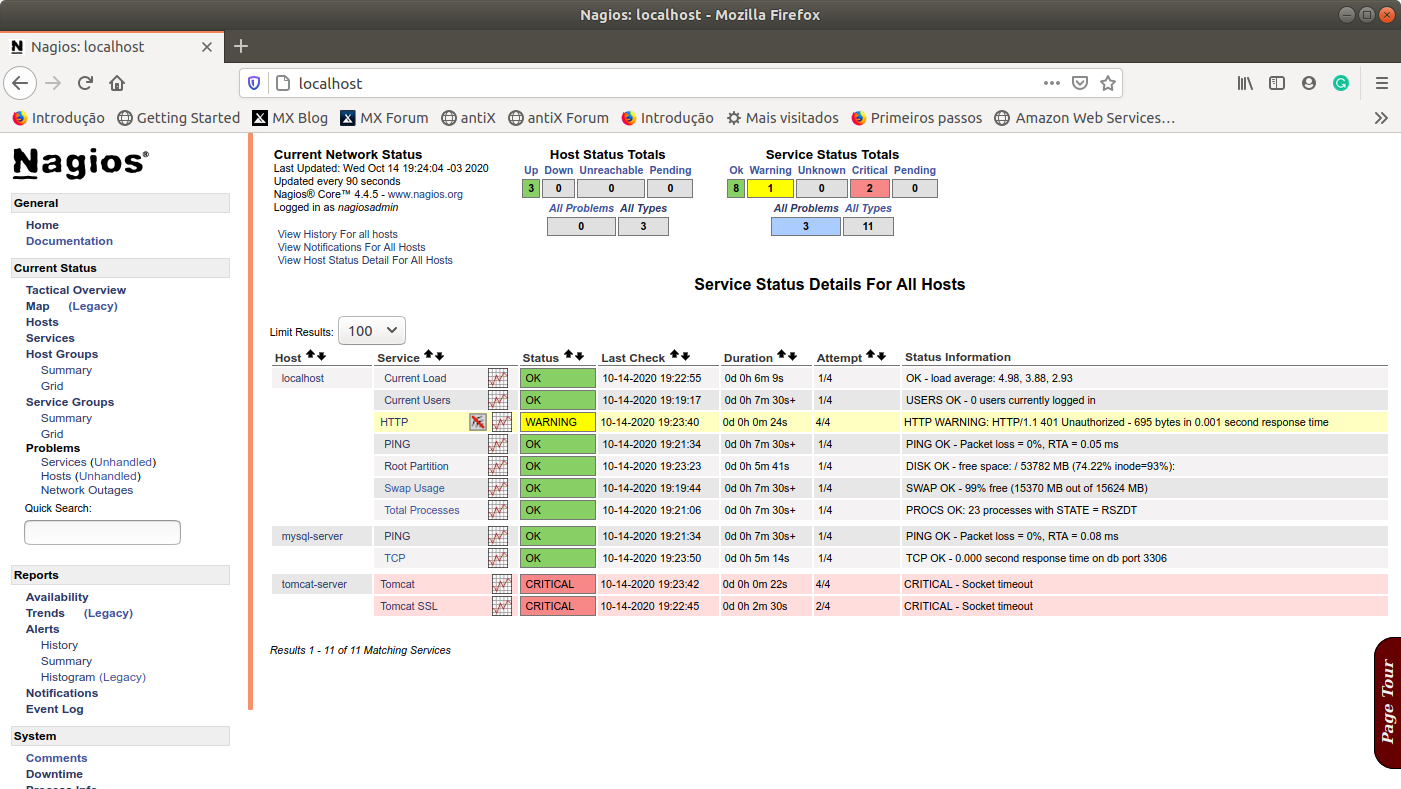 Nagios: localhost - Mozilla Firefox
Nagios: localhost
localhost
Introdução Getting Started MX Blog MX Forum antiX antiX Forum Introdução Mais visitados Primeiros passos Amazon Web Services…
Nagios®
General
Home
Documentation
Current Status
Tactical Overview
Map (Legacy)
Hosts
Services
Host Groups
Summary
Grid
Service Groups
Summary
Grid
Problems
Services (Unhandled)
Hosts (Unhandled)
Network Outages
Quick Search:
Reports
Availability
Trends (Legacy)
Alerts
History
Summary
Histogram (Legacy)
Notifications
Event Log
System
Comments
Downtime
Process Info
Current Network Status
Last Updated: Wed Oct 14 19:24:04 -03 2020
Updated every 90 seconds
Nagios® Core™ 4.4.5 - www.nagios.org
Logged in as nagiosadmin
View History For all hosts
View Notifications For All Hosts
View Host Status Detail For All Hosts
Host Status Totals
Up Down Unreachable Pending
3 0 0 0
All Problems All Types
0 3
Service Status Totals
Ok Warning Unknown Critical Pending
8 1 0 2 0
All Problems All Types
3 11
Service Status Details For All Hosts
Limit Results: 100
Host Service Status Last Check Duration Attempt Status Information
localhost Current Load OK 10-14-2020 19:22:55 0d 0h 6m 9s 1/4 OK - load average: 4.98, 3.88, 2.93
Current Users OK 10-14-2020 19:19:17 0d 0h 7m 30s+ 1/4 USERS OK - 0 users currently logged in
HTTP WARNING 10-14-2020 19:23:40 0d 0h 0m 24s 4/4 HTTP WARNING: HTTP/1.1 401 Unauthorized - 695 bytes in 0.001 second response time
PING OK 10-14-2020 19:21:34 0d 0h 7m 30s+ 1/4 PING OK - Packet loss = 0%, RTA = 0.05 ms
Root Partition OK 10-14-2020 19:23:23 0d 0h 5m 41s 1/4 DISK OK - free space: / 53782 MB (74.22% inode=93%):
Swap Usage OK 10-14-2020 19:19:44 0d 0h 7m 30s+ 1/4 SWAP OK - 99% free (15370 MB out of 15624 MB)
Total Processes OK 10-14-2020 19:21:06 0d 0h 7m 30s+ 1/4 PROCS OK: 23 processes with STATE = RSZDT
mysql-server PING OK 10-14-2020 19:21:34 0d 0h 7m 30s+ 1/4 PING OK - Packet loss = 0%, RTA = 0.08 ms
TCP OK 10-14-2020 19:23:50 0d 0h 5m 14s 1/4 TCP OK - 0.000 second response time on db port 3306
tomcat-server Tomcat CRITICAL 10-14-2020 19:23:42 0d 0h 0m 22s 4/4 CRITICAL - Socket timeout
Tomcat SSL CRITICAL 10-14-2020 19:22:45 0d 0h 2m 30s 2/4 CRITICAL - Socket timeout
Results 1 - 11 of 11 Matching Services
Page Tour